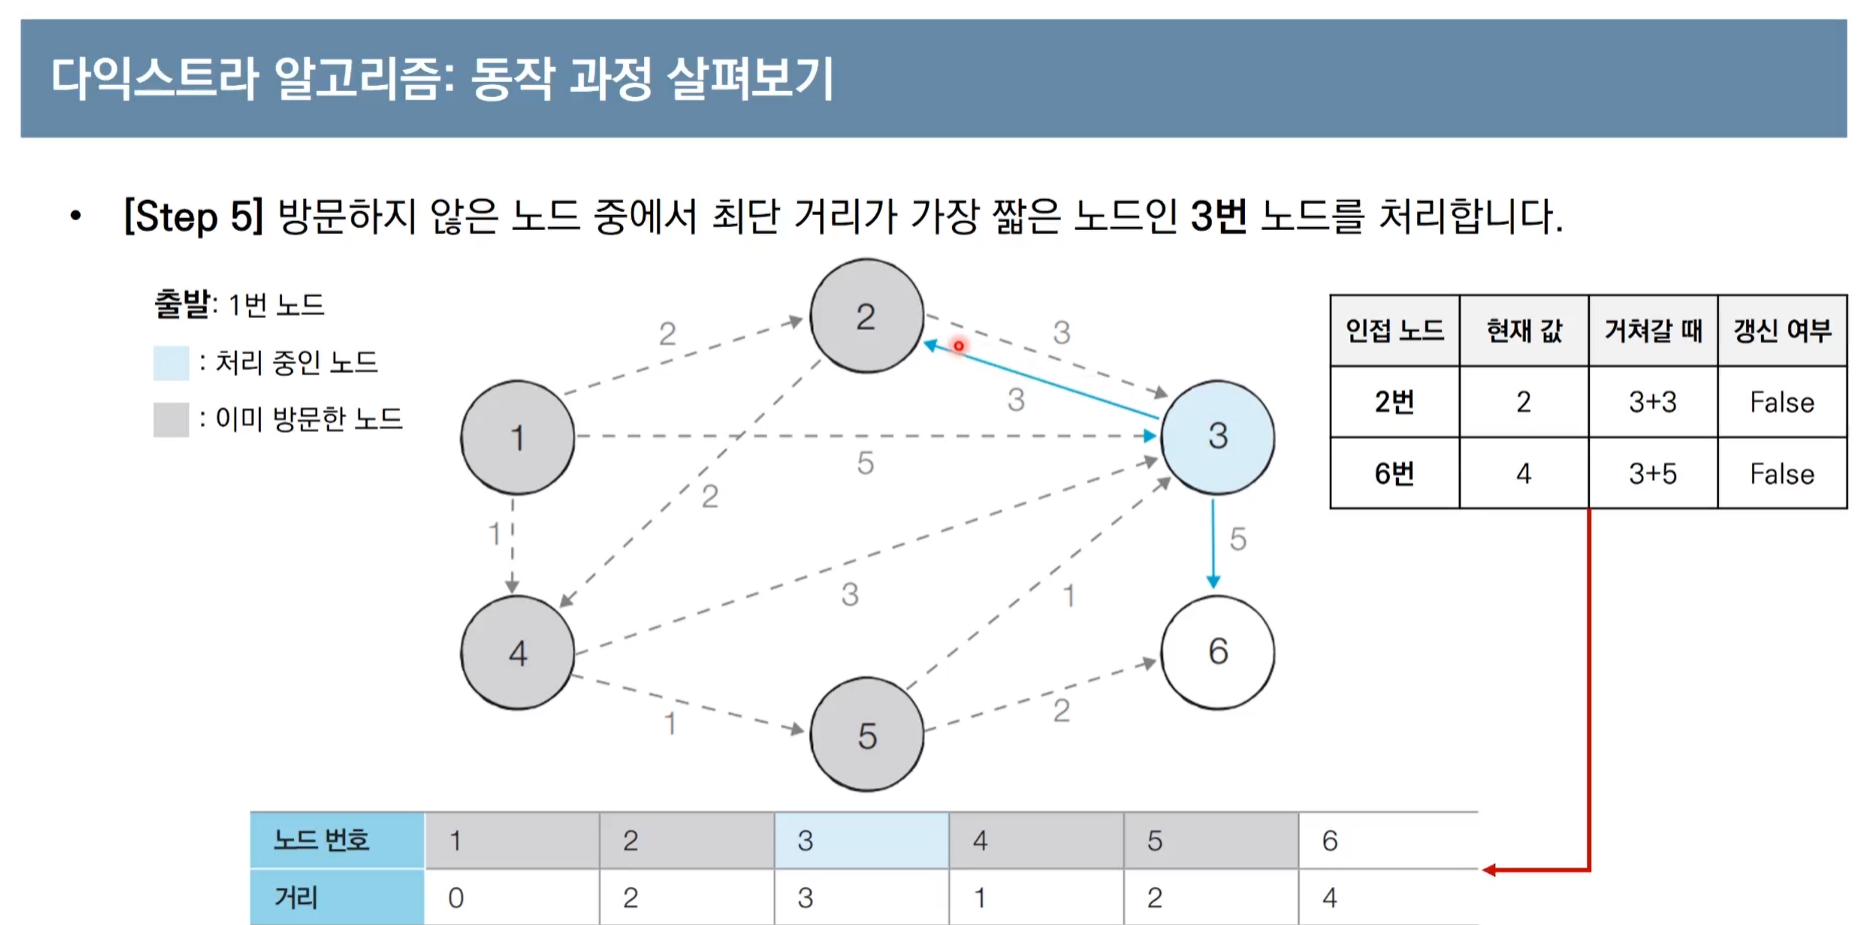 다익스트라 알고리즘: 동작 과정 살펴보기
• [Step 5] 방문하지 않은 노드 중에서 최단 거리가 가장 짧은 노드인 3번 노드를 처리합니다.
출발: 1번 노드
: 처리 중인 노드
: 이미 방문한 노드
2
2
3
3
1
5
3
2
1
5
3
1
4
6
1
2
5
인접 노드 현재 값 거쳐갈 때 갱신 여부
2번 2 3+3 False
6번 4 3+5 False
노드 번호 1 2 3 4 5 6
거리 0 2 3 1 2 4